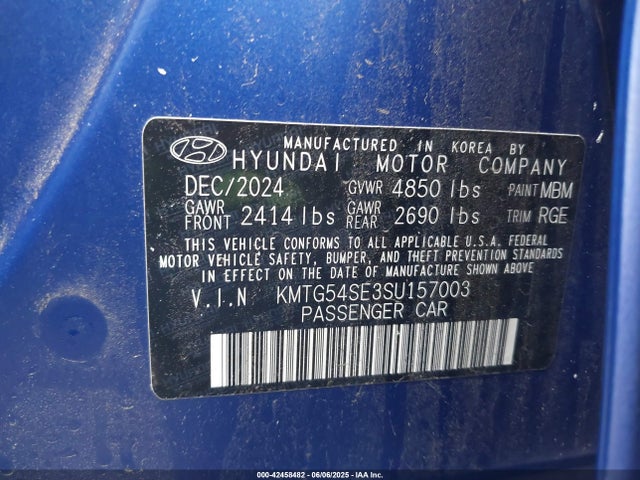 MANUFACTURED IN KOREA BY
HYUNDAI MOTOR COMPANY
DEC/2024 GVWR 4850 lbs PAINT MBM
GAWR FRONT 2414 lbs GAWR REAR 2690 lbs TRIM RGE
THIS VEHICLE CONFORMS TO ALL APPLICABLE U.S.A. FEDERAL
MOTOR VEHICLE SAFETY, BUMPER, AND THEFT PREVENTION STANDARDS
IN EFFECT ON THE DATE OF MANUFACTURE SHOWN ABOVE.
V.I.N KMTG54SE3SU157003
PASSENGER CAR
000-42458482 - 06/06/2025 - IAA Inc.